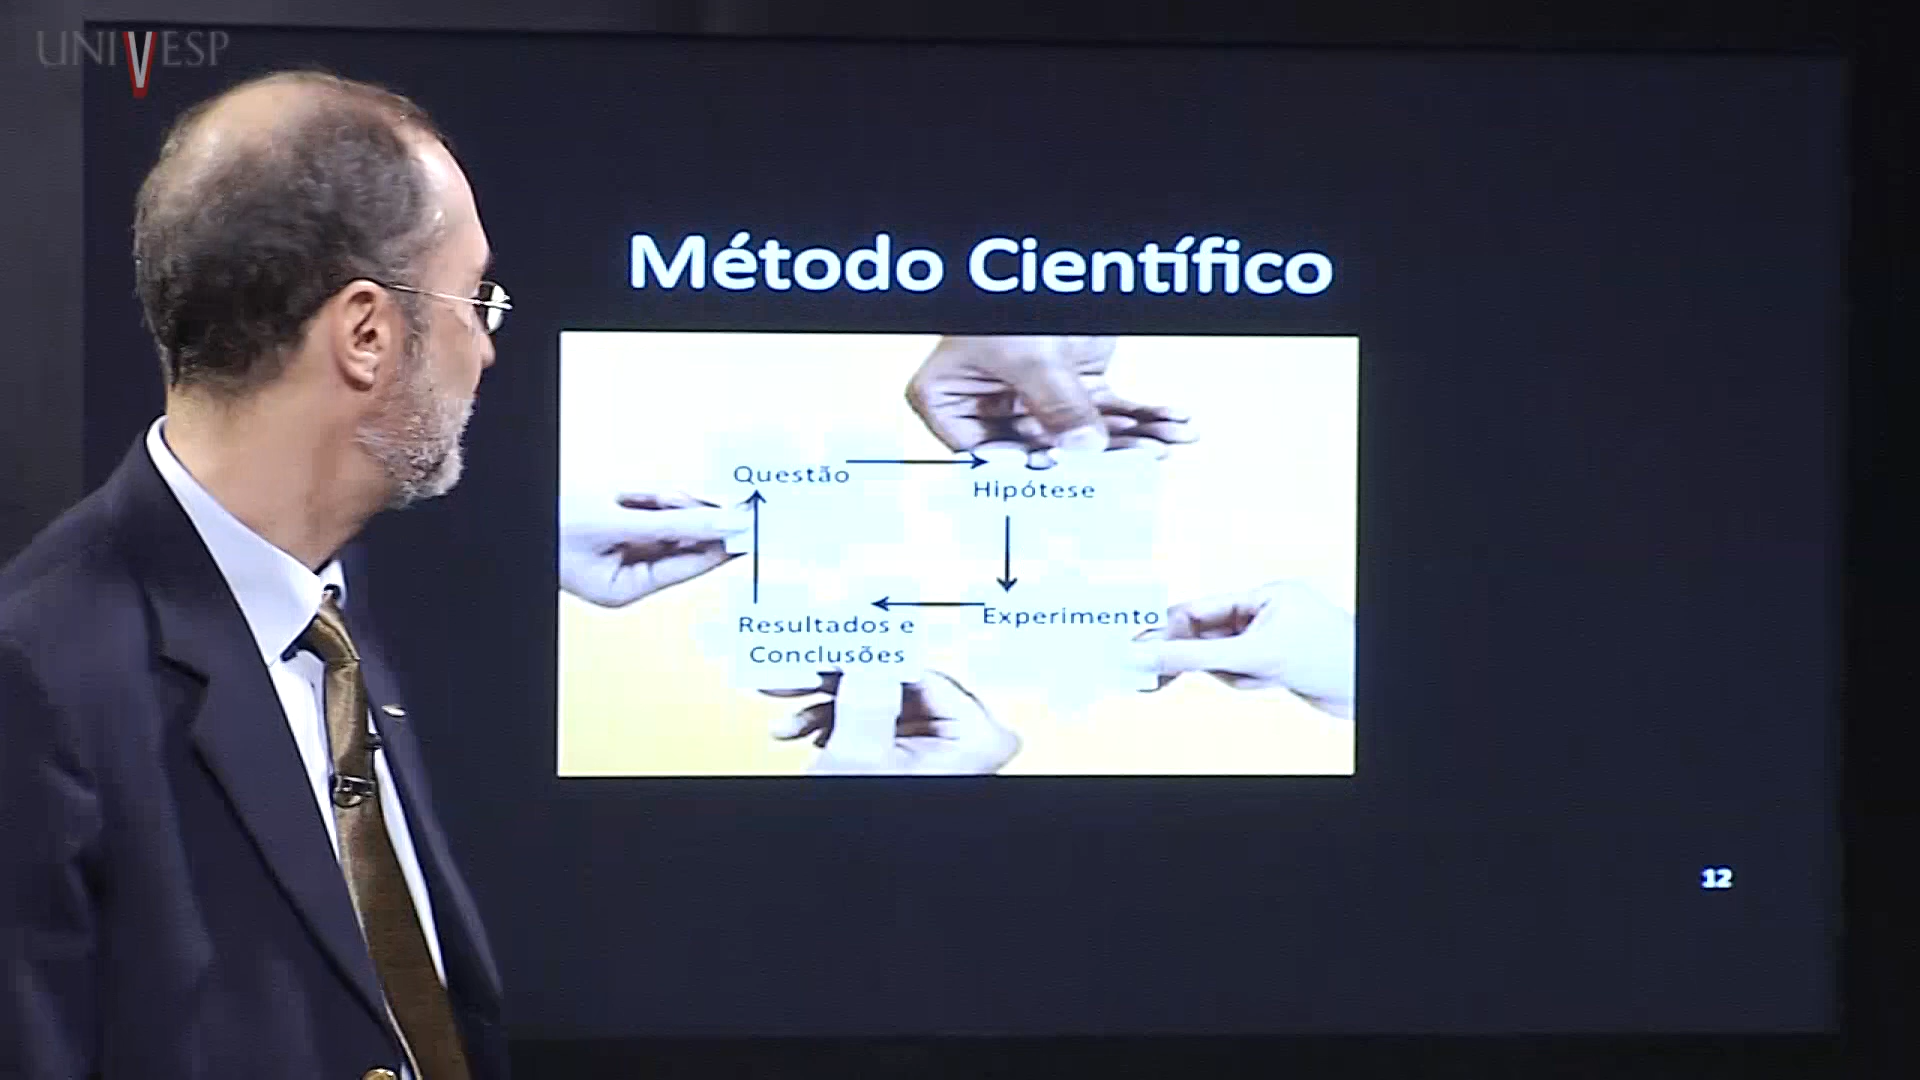 UNIVESP
Método Científico
Questão
Hipótese
Experimento
Resultados e
Conclusões
12